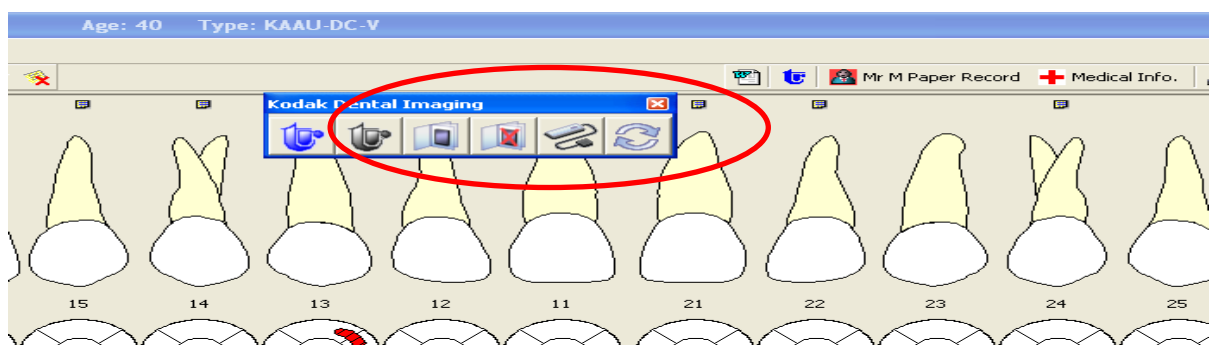 Age: 40 Type: KAAU-DC-V
Mr M Paper Record Medical Info.
Kodak Dental Imaging
15 14 13 12 11 21 22 23 24 25